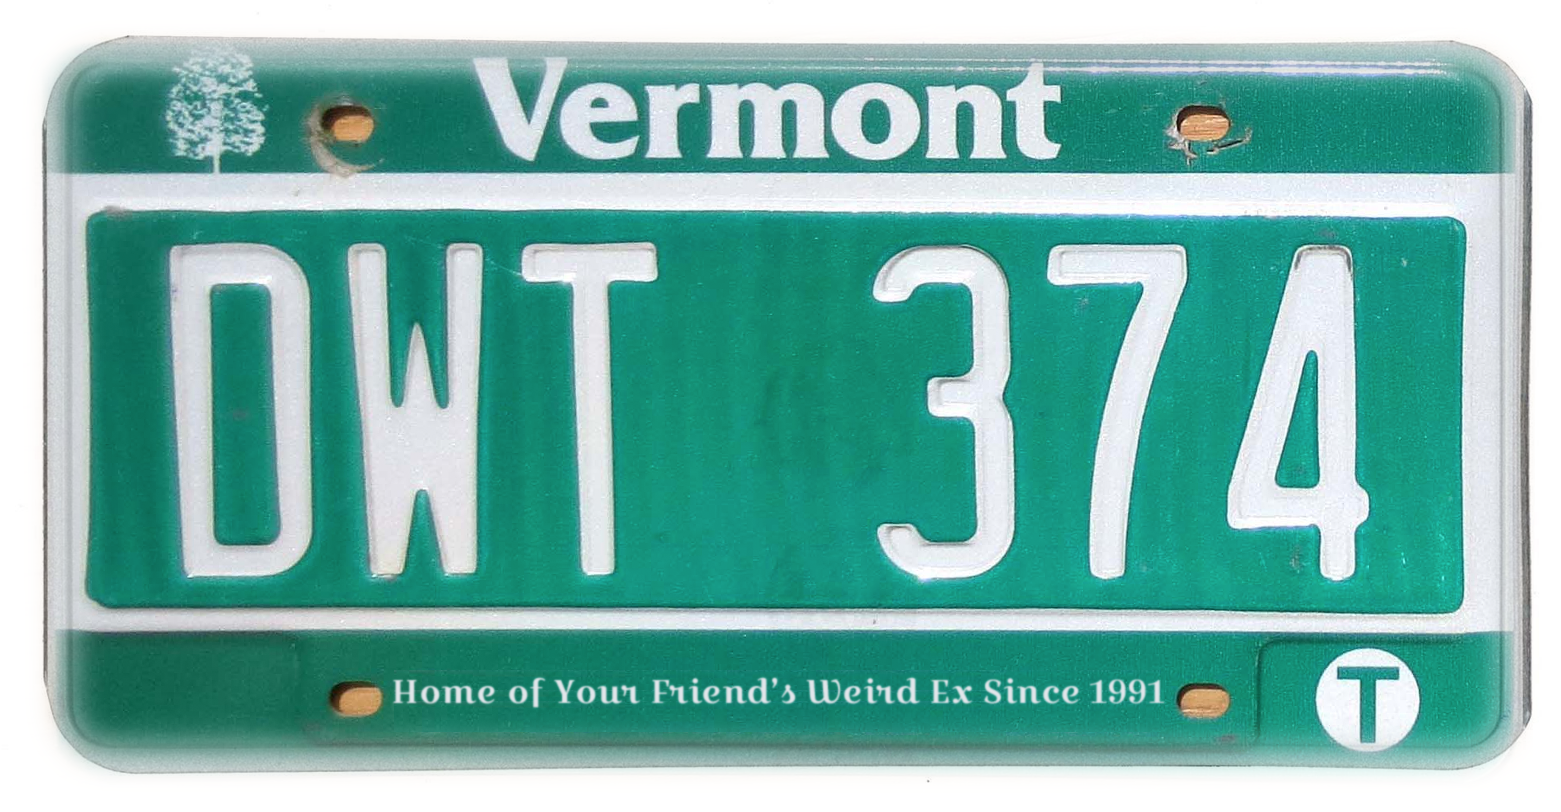 Vermont
DWT 374
Home of Your Friend's Weird Ex Since 1991
T